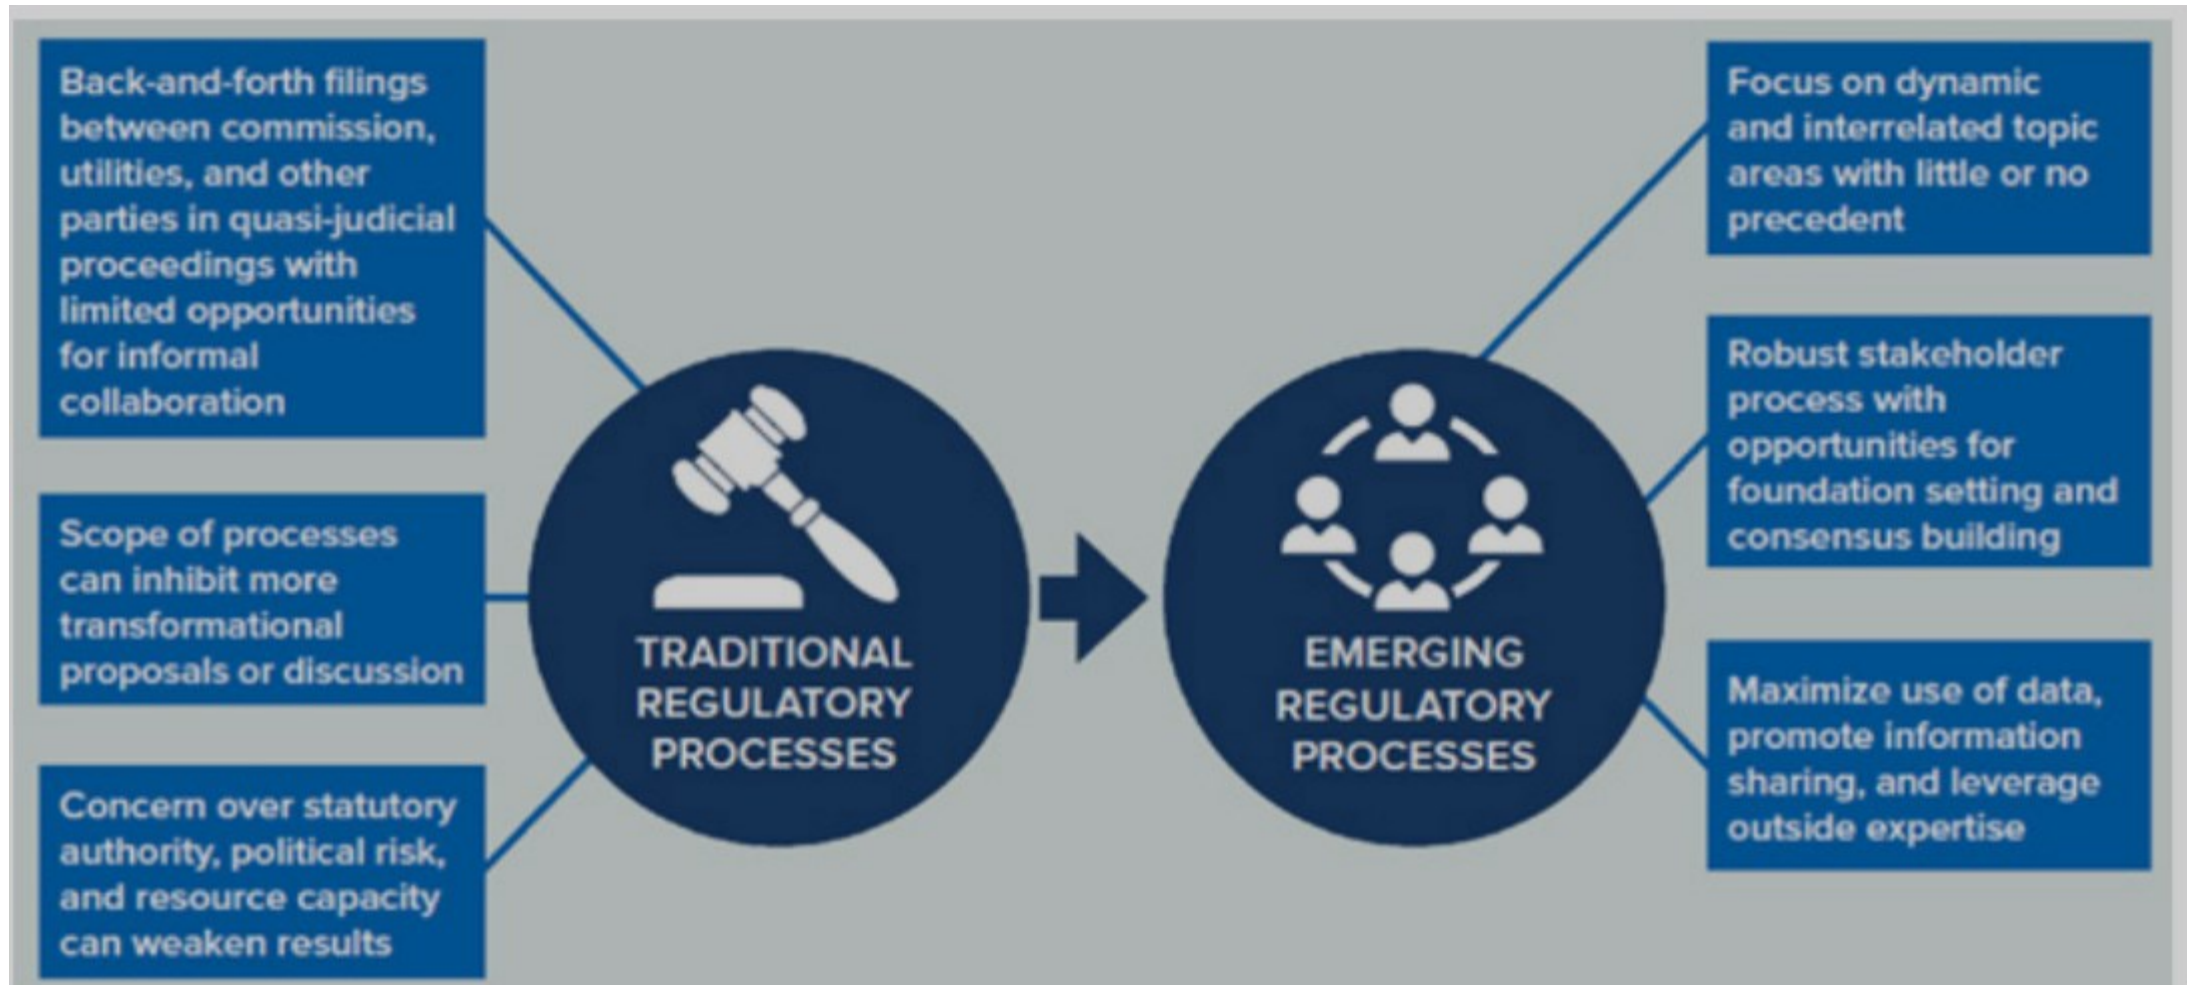 Back-and-forth filings
between commission,
utilities, and other
parties in quasi-judicial
proceedings with
limited opportunities
for informal
collaboration
Scope of processes
can inhibit more
transformational
proposals or discussion
Concern over statutory
authority, political risk,
and resource capacity
can weaken results
TRADITIONAL
REGULATORY
PROCESSES
EMERGING
REGULATORY
PROCESSES
Focus on dynamic
and interrelated topic
areas with little or no
precedent
Robust stakeholder
process with
opportunities for
foundation setting and
consensus building
Maximize use of data,
promote information
sharing, and leverage
outside expertise